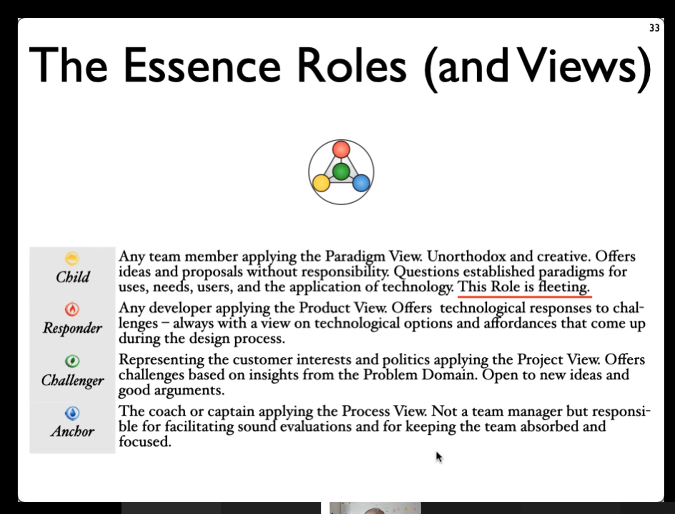 33
The Essence Roles (and Views)
Child
Any team member applying the Paradigm View. Unorthodox and creative. Offers
ideas and proposals without responsibility. Questions established paradigms for
uses, needs, users, and the application of technology. This Role is fleeting.
Responder
Any developer applying the Product View. Offers technological responses to chal-
lenges – always with a view on technological options and affordances that come up
during the design process.
Challenger
Representing the customer interests and politics applying the Project View. Offers
challenges based on insights from the Problem Domain. Open to new ideas and
good arguments.
Anchor
The coach or captain applying the Process View. Not a team manager but responsi-
ble for facilitating sound evaluations and for keeping the team absorbed and
focused.